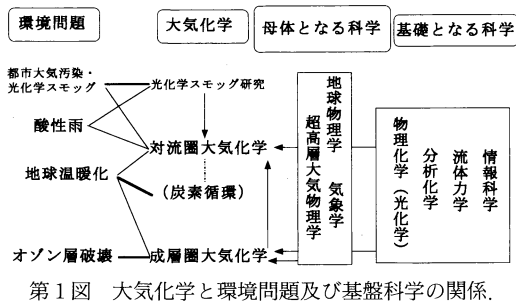 環境問題
大気化学
母体となる科学
基礎となる科学
都市大気汚染・
光化学スモッグ
光化学スモッグ研究
酸性雨
対流圏大気化学
地球温暖化
(炭素循環)
オゾン層破壊
成層圏大気化学
地球物理学
超高層大気物理学
気象学
物理化学(光化学)
分析化学
流体力学
情報科学
第1図 大気化学と環境問題及び基盤科学の関係.